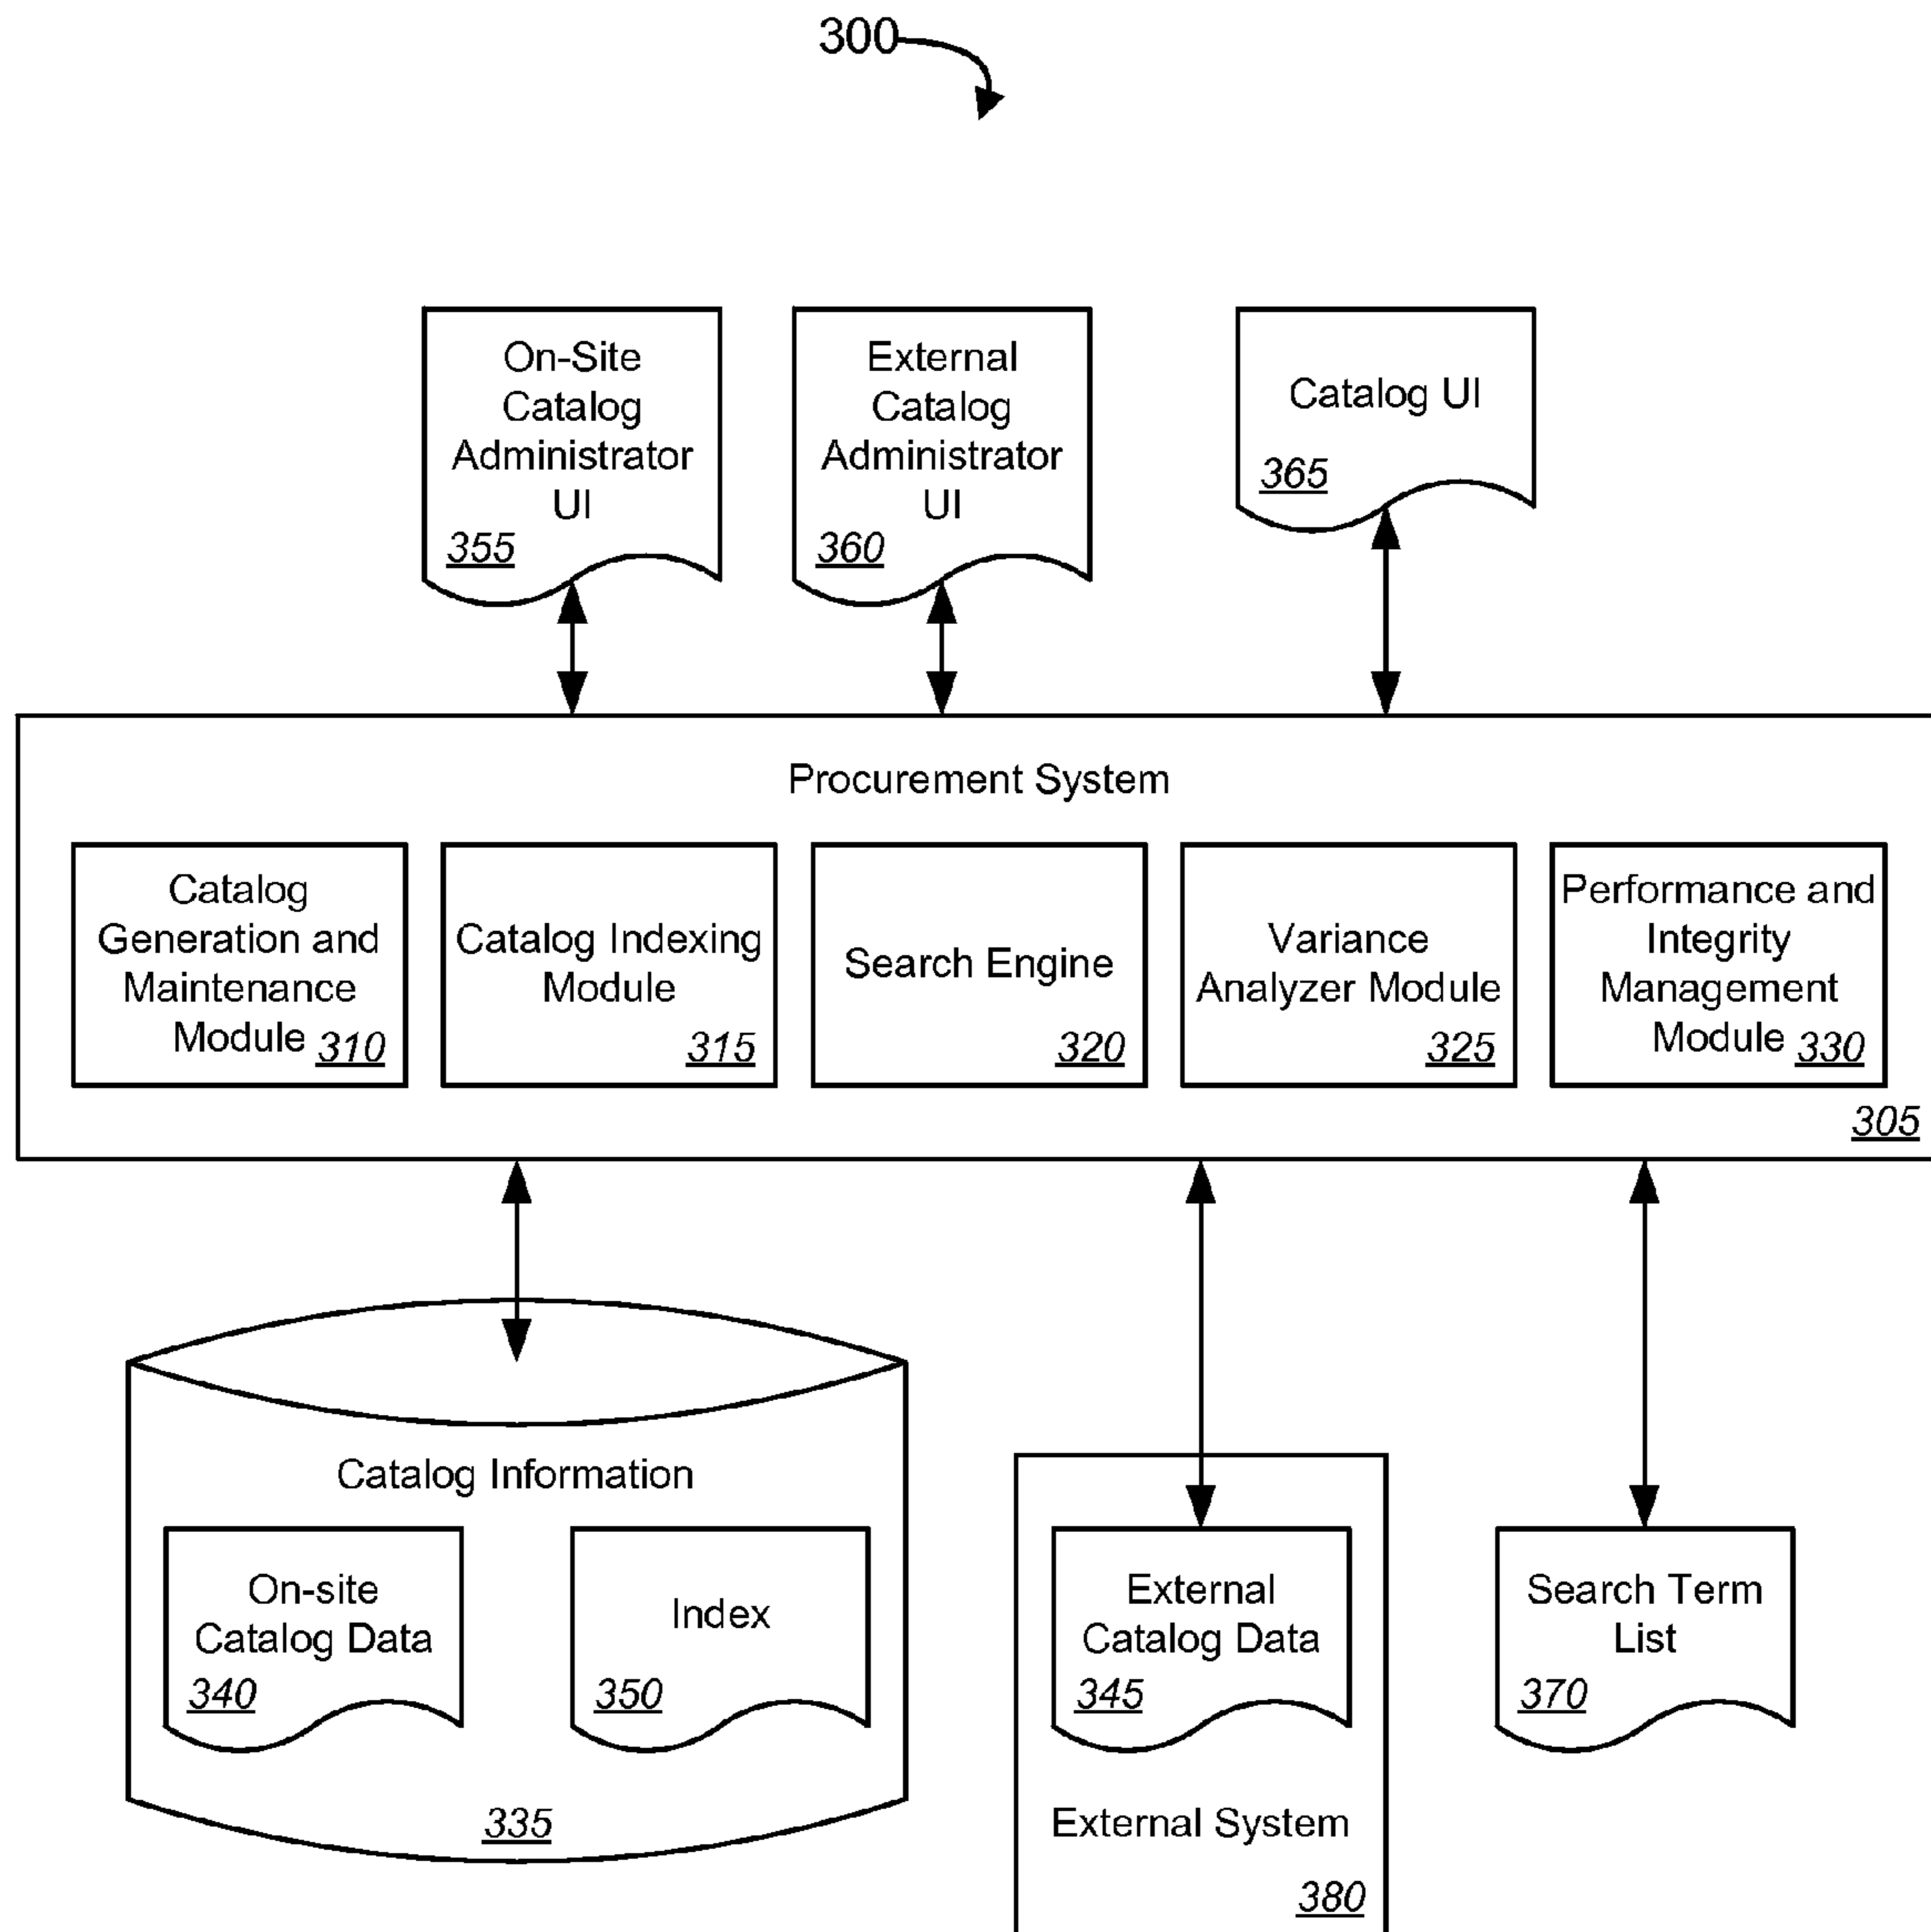 300
On-Site
Catalog
Administrator
UI
355
External
Catalog
Administrator
UI
360
Catalog UI
365
Procurement System
Catalog
Generation and
Maintenance
Module 310
Catalog Indexing
Module
315
Search Engine
320
Variance
Analyzer Module
325
Performance and
Integrity
Management
Module 330
305
Catalog Information
On-site
Catalog Data
340
Index
350
335
External
Catalog Data
345
External System
380
Search Term
List
370